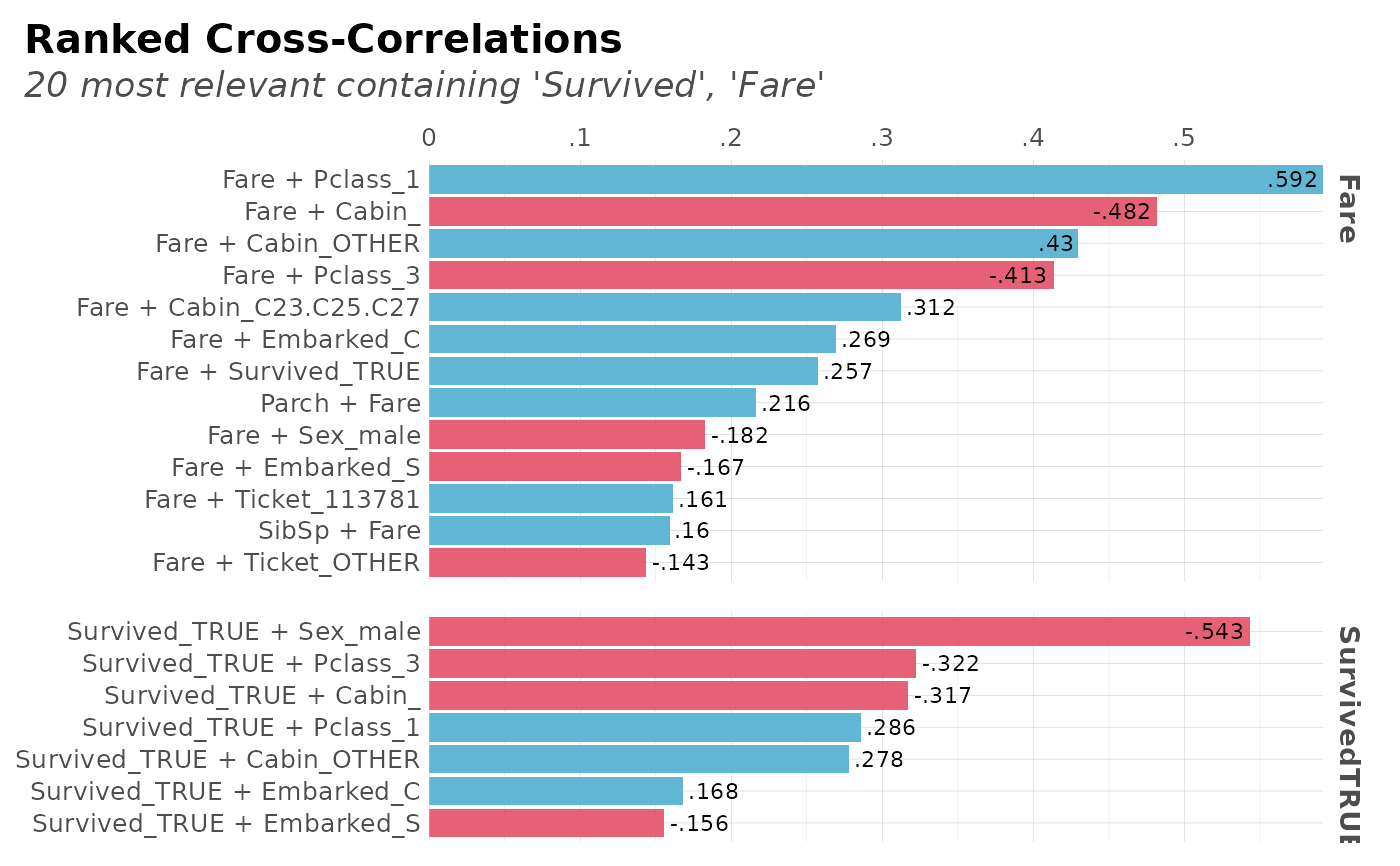 Ranked Cross-Correlations
20 most relevant containing 'Survived', 'Fare'
0 .1 .2 .3 .4 .5
Fare
Fare + Pclass_1 .592
Fare + Cabin_ -.482
Fare + Cabin_OTHER .43
Fare + Pclass_3 -.413
Fare + Cabin_C23.C25.C27 .312
Fare + Embarked_C .269
Fare + Survived_TRUE .257
Parch + Fare .216
Fare + Sex_male -.182
Fare + Embarked_S -.167
Fare + Ticket_113781 .161
SibSp + Fare .16
Fare + Ticket_OTHER -.143
SurvivedTRUE
Survived_TRUE + Sex_male -.543
Survived_TRUE + Pclass_3 -.322
Survived_TRUE + Cabin_ -.317
Survived_TRUE + Pclass_1 .286
Survived_TRUE + Cabin_OTHER .278
Survived_TRUE + Embarked_C .168
Survived_TRUE + Embarked_S -.156